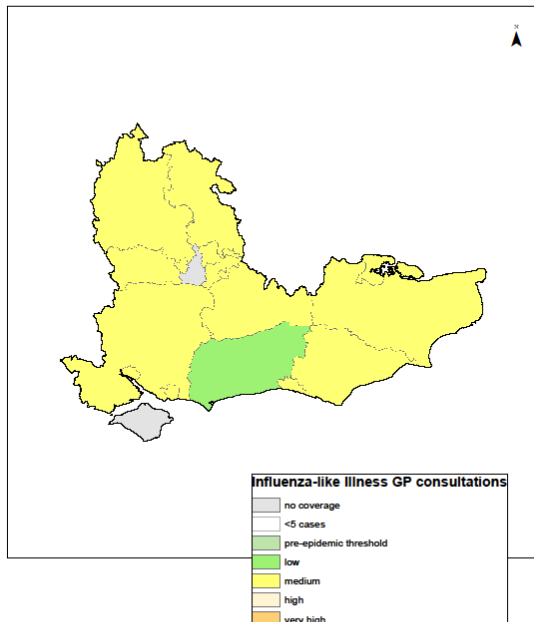 N
Influenza-like Illness GP consultations
no coverage
<5 cases
pre-epidemic threshold
low
medium
high
very high